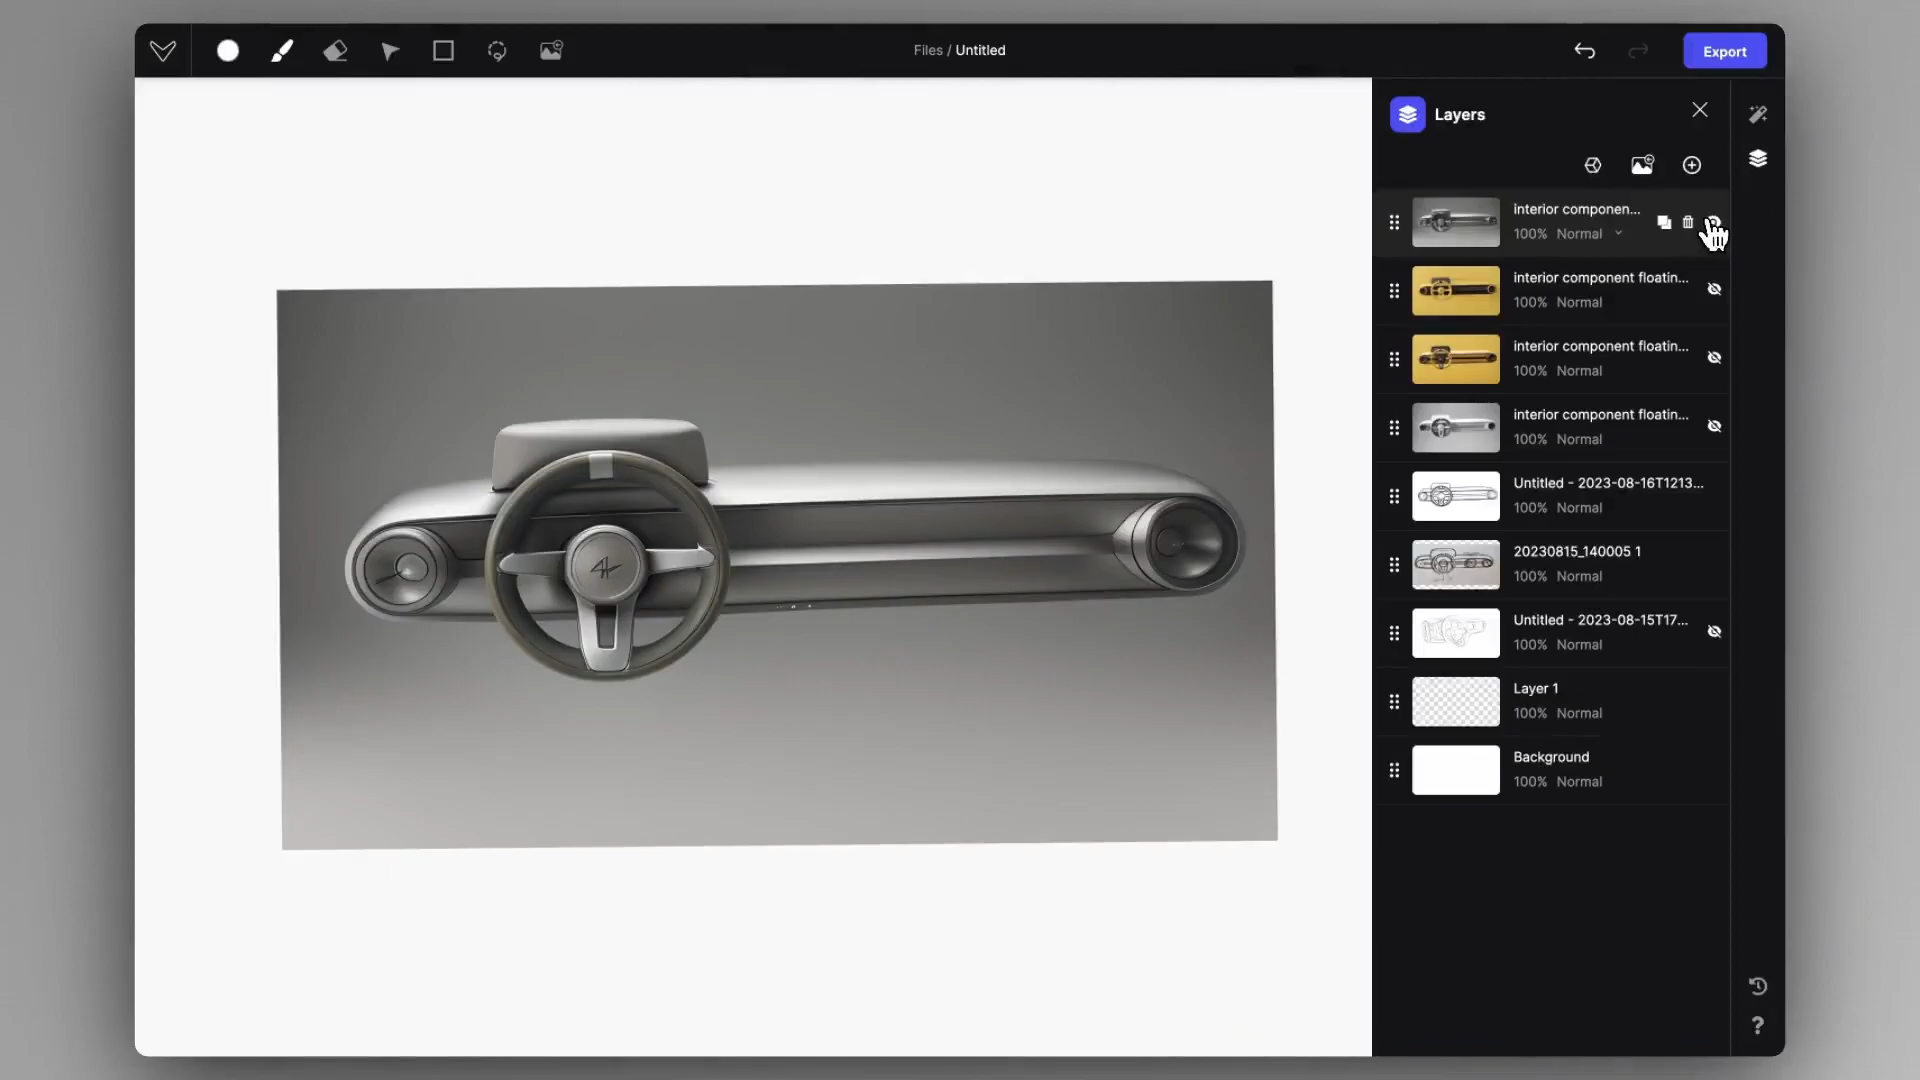 Files / Untitled
Export
Layers
interior componen...
100% Normal
interior component floatin...
100% Normal
interior component floatin...
100% Normal
interior component floatin...
100% Normal
Untitled - 2023-08-16T1213...
100% Normal
20230815_140005 1
100% Normal
Untitled - 2023-08-15T17...
100% Normal
Layer 1
100% Normal
Background
100% Normal
?